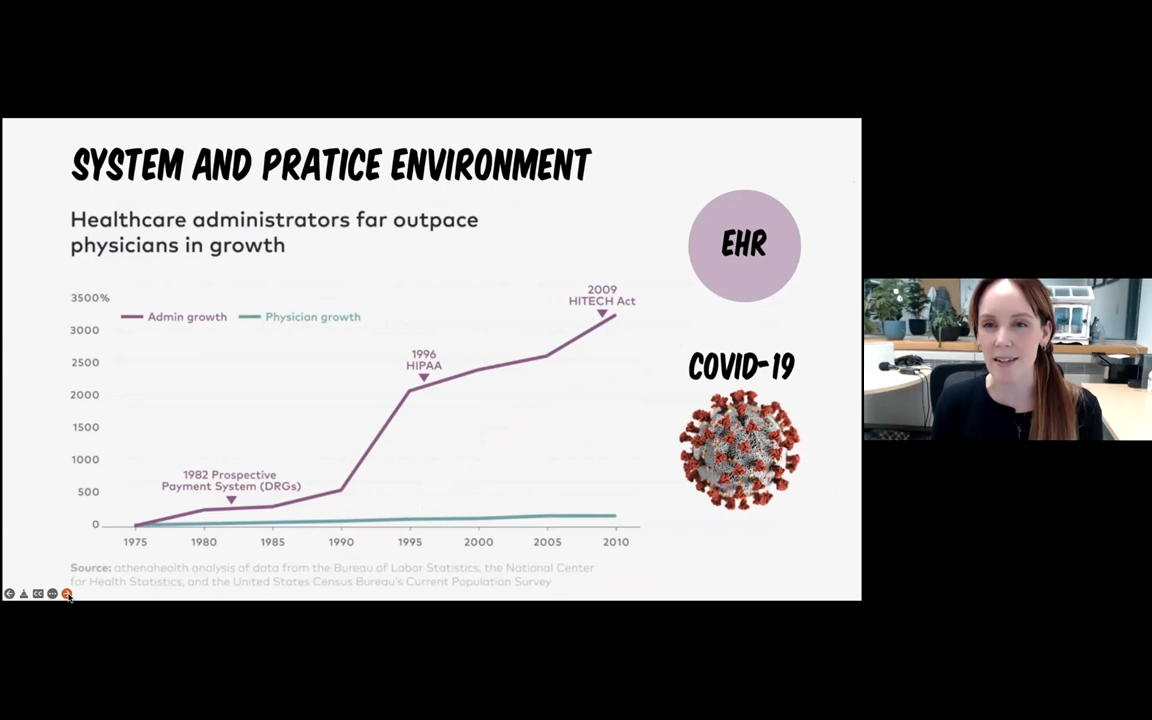 SYSTEM AND PRATICE ENVIRONMENT
Healthcare administrators far outpace
physicians in growth
EHR
3500%
3000
2500
2000
1500
1000
500
0
Admin growth
Physician growth
2009
HITECH Act
1996
HIPAA
1982 Prospective
Payment System (DRGs)
COVID-19
1975
1980
1985
1990
1995
2000
2005
2010
Source: athenahealth analysis of data from the Bureau of Labor Statistics, the National Center
for Health Statistics, and the United States Census Bureau's Current Population Survey
CC